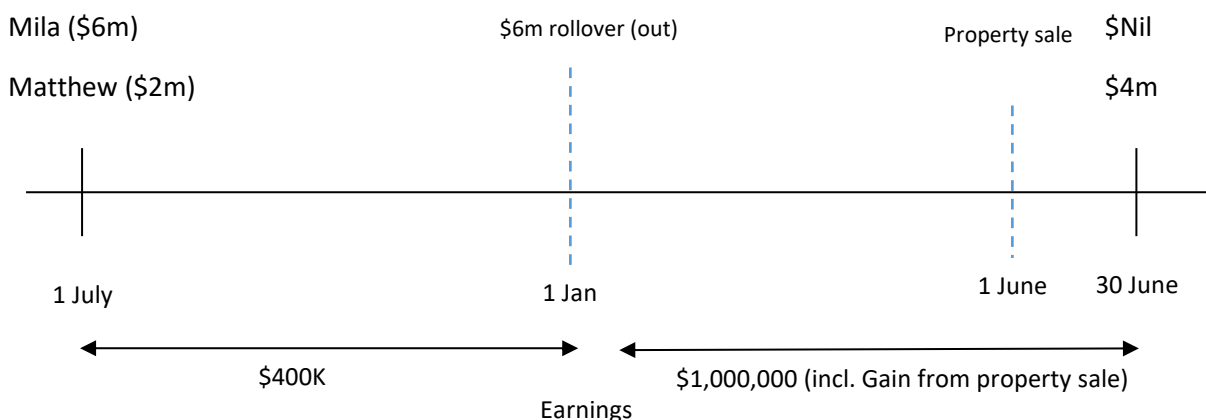 Mila ($6m)
$6m rollover (out)
Property sale
$Nil
Matthew ($2m)
$4m
1 July
1 Jan
1 June
30 June
$400K
$1,000,000 (incl. Gain from property sale)
Earnings